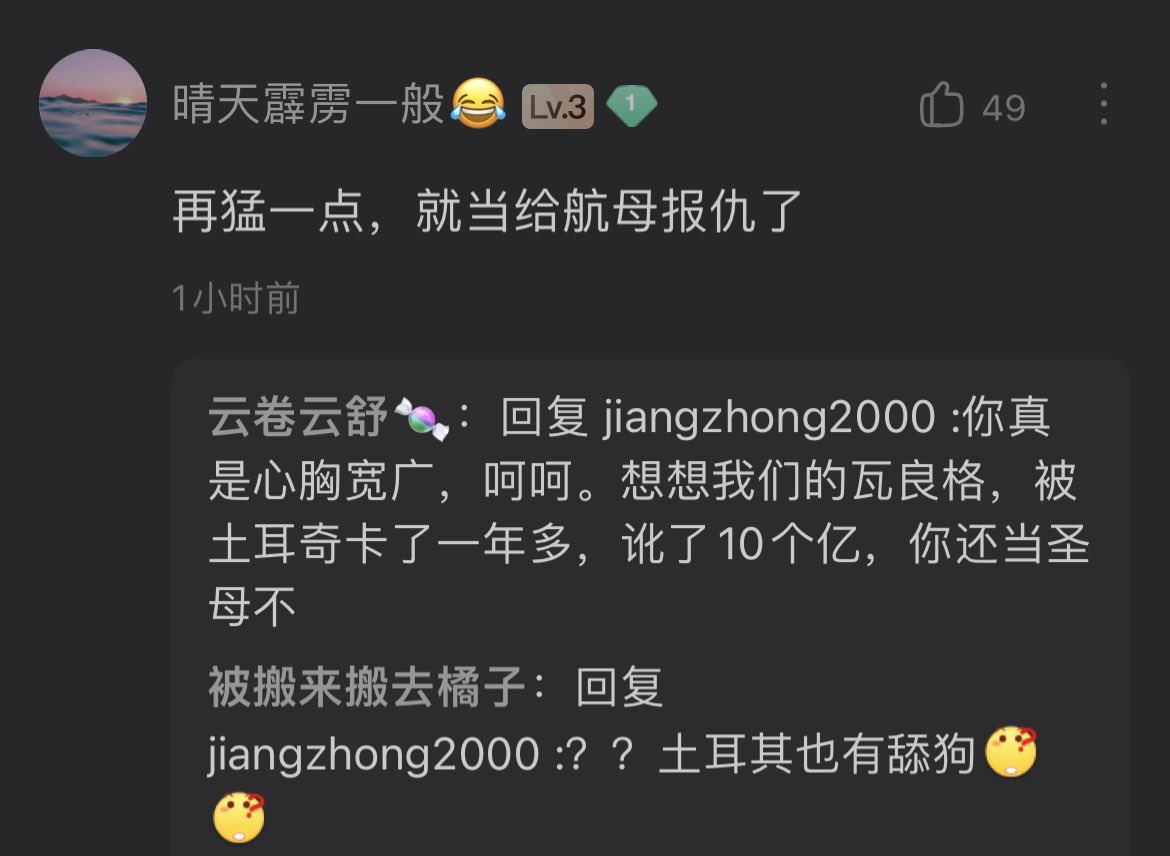 晴天霹雳一般😂 Lv.3 1 49
再猛一点，就当给航母报仇了
1小时前
云卷云舒🍬：回复 jiangzhong2000 :你真
是心胸宽广，呵呵。想想我们的瓦良格，被
土耳奇卡了一年多，讹了10个亿，你还当圣
母不
被搬来搬去橘子：回复
jiangzhong2000 :？？土耳其也有舔狗